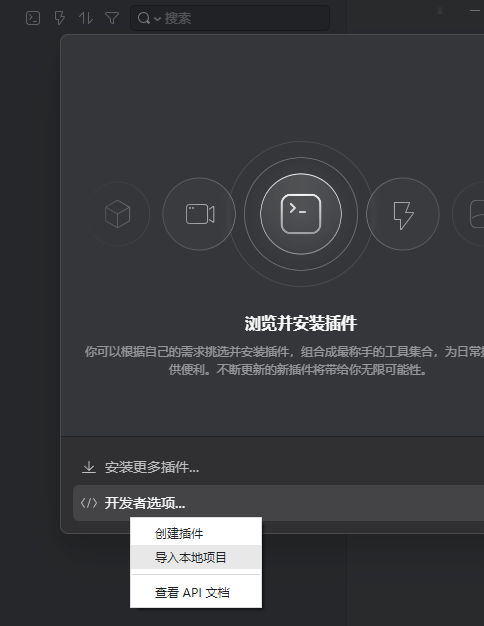 搜索
浏览并安装插件
你可以根据自己的需求挑选并安装插件，组合成最称手的工具集合，为日常
供便利。不断更新的新插件将带给你无限可能性。
安装更多插件...
开发者选项...
创建插件
导入本地项目
查看 API 文档